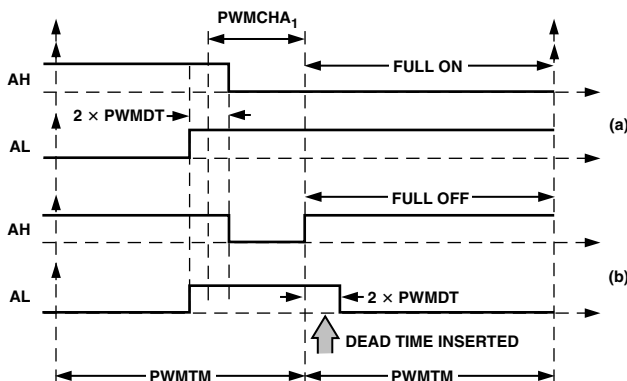 PWMCHA1
FULL ON
AH
2 × PWMDT
(a)
AL
FULL OFF
AH
(b)
AL
2 × PWMDT
DEAD TIME INSERTED
PWMTM
PWMTM